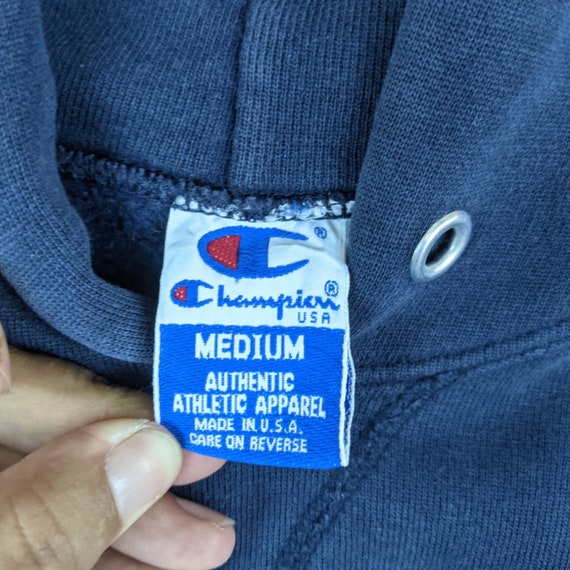 ®
Champion®
USA
MEDIUM
AUTHENTIC
ATHLETIC APPAREL
MADE IN U.S.A.
CARE ON REVERSE